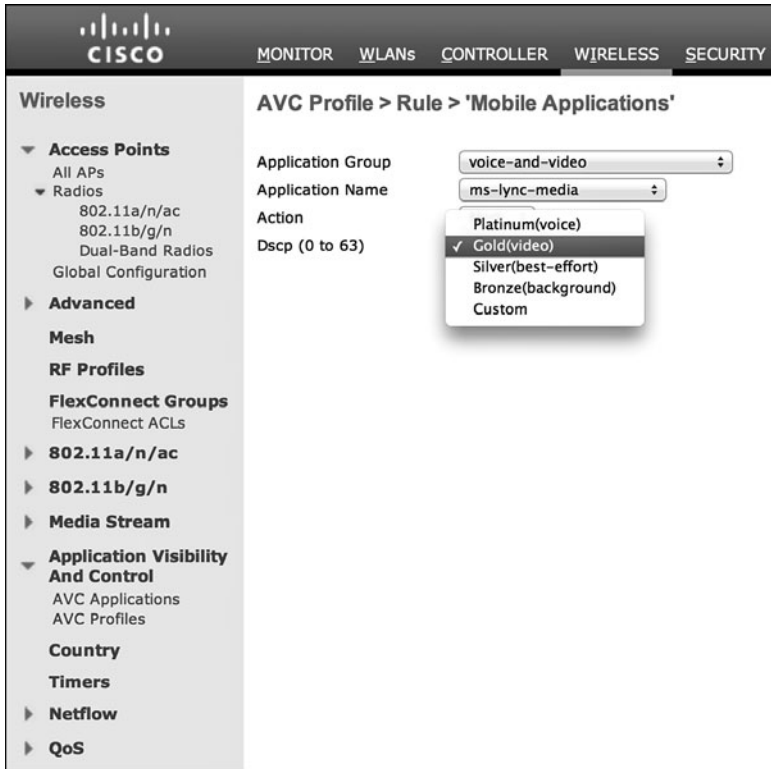 CISCO
MONITOR WLANs CONTROLLER WIRELESS SECURITY
Wireless
Access Points
All APs
Radios
802.11a/n/ac
802.11b/g/n
Dual-Band Radios
Global Configuration
Advanced
Mesh
RF Profiles
FlexConnect Groups
FlexConnect ACLs
802.11a/n/ac
802.11b/g/n
Media Stream
Application Visibility
And Control
AVC Applications
AVC Profiles
Country
Timers
Netflow
QoS
AVC Profile > Rule > 'Mobile Applications'
Application Group voice-and-video
Application Name ms-lync-media
Action
Dscp (0 to 63)
Platinum(voice)
✓ Gold(video)
Silver(best-effort)
Bronze(background)
Custom